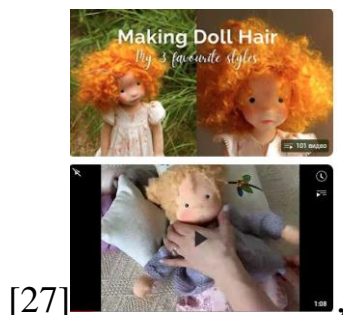 Making Doll Hair
My 3 favourite styles
101 видео
1:08
[27]
,